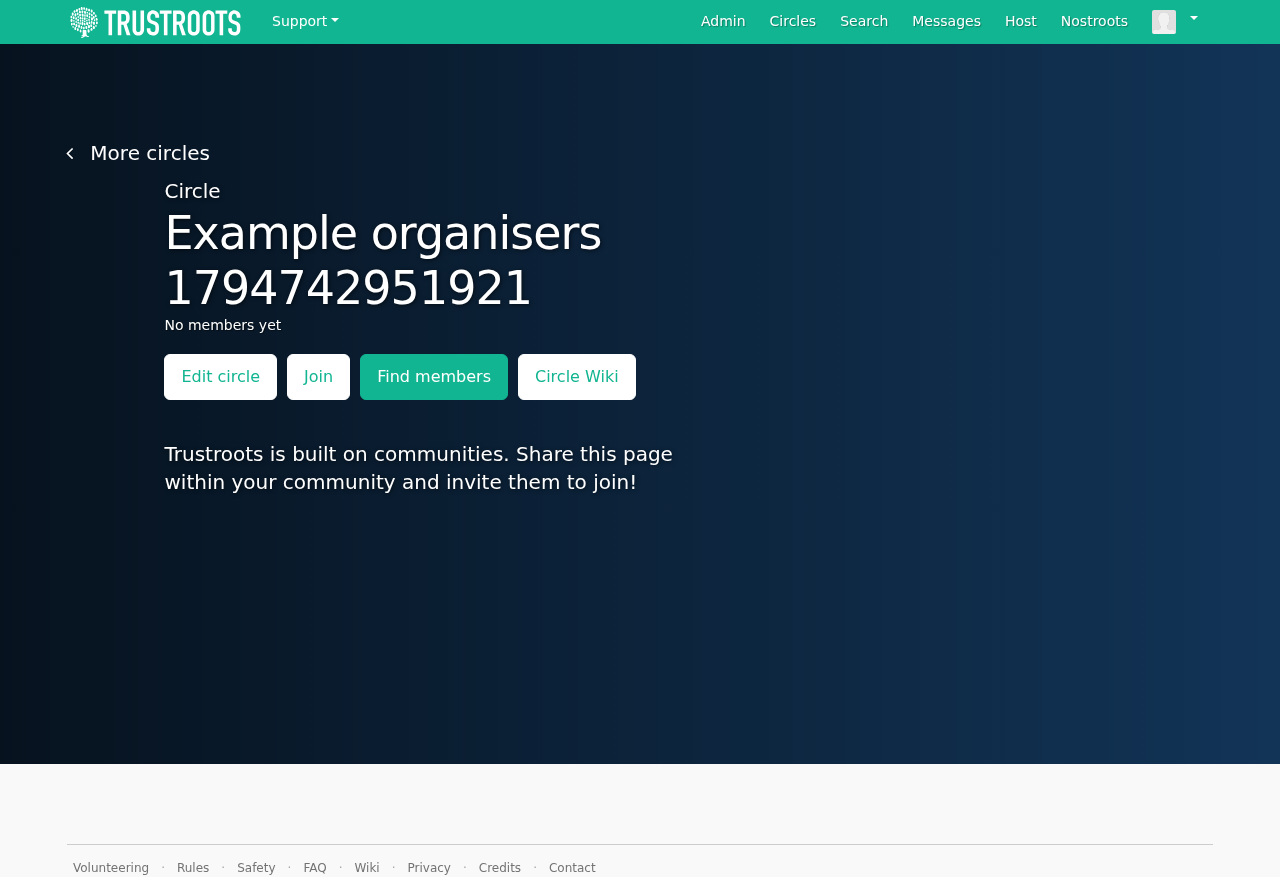 TRUSTROOTS Support Admin Circles Search Messages Host Nostroots
More circles
Circle
Example organisers
1794742951921
No members yet
Edit circle Join Find members Circle Wiki
Trustroots is built on communities. Share this page
within your community and invite them to join!
Volunteering · Rules · Safety · FAQ · Wiki · Privacy · Credits · Contact